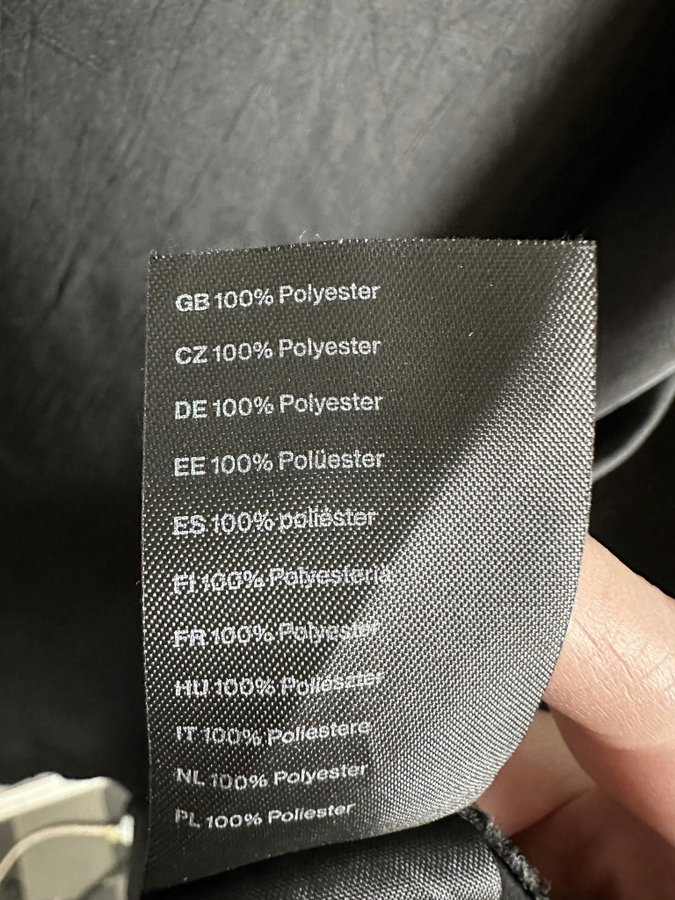 GB 100% Polyester
CZ 100% Polyester
DE 100% Polyester
EE 100% Polüester
ES 100% poliéster
FI 100% Polyesteriä
FR 100% Polyester
HU 100% Poliészter
IT 100% Poliestere
NL 100% Polyester
PL 100% Poliester